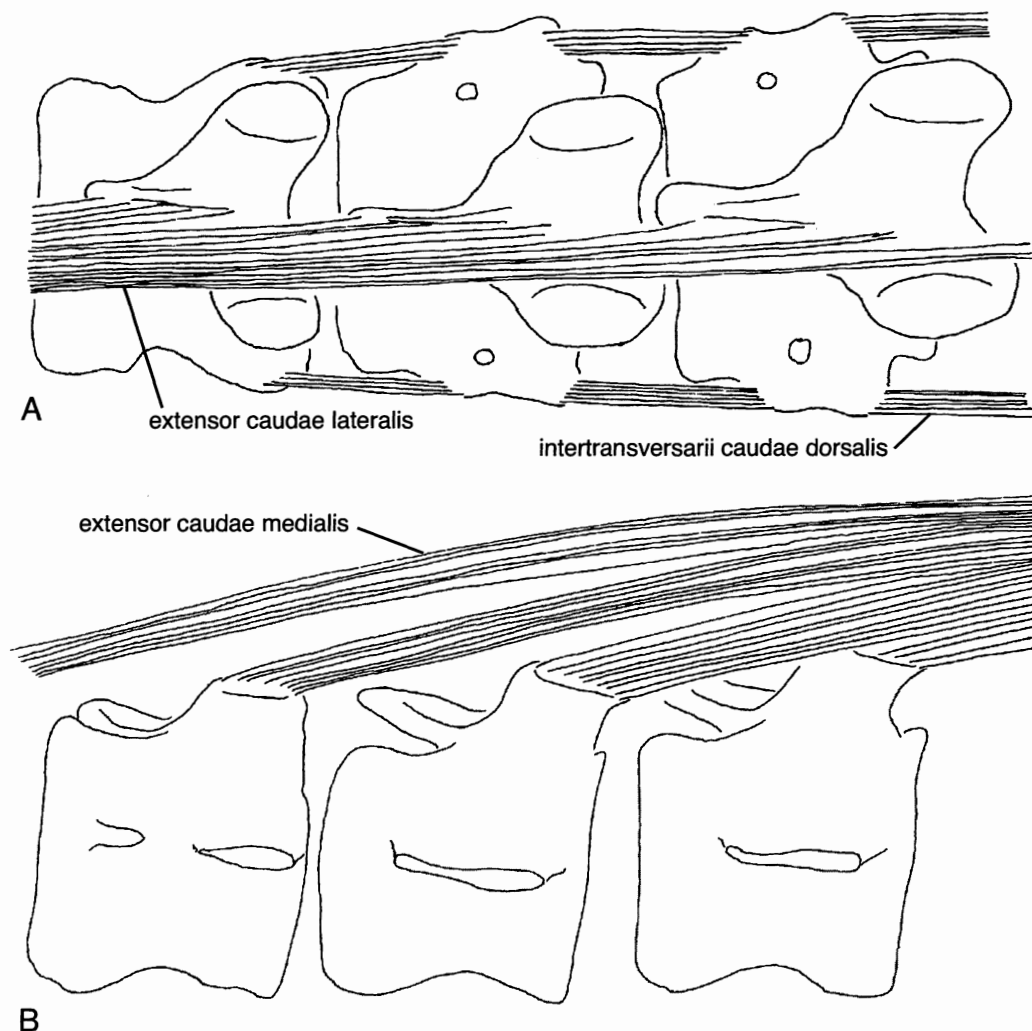 A
extensor caudae lateralis
intertransversarii caudae dorsalis
extensor caudae medialis
B